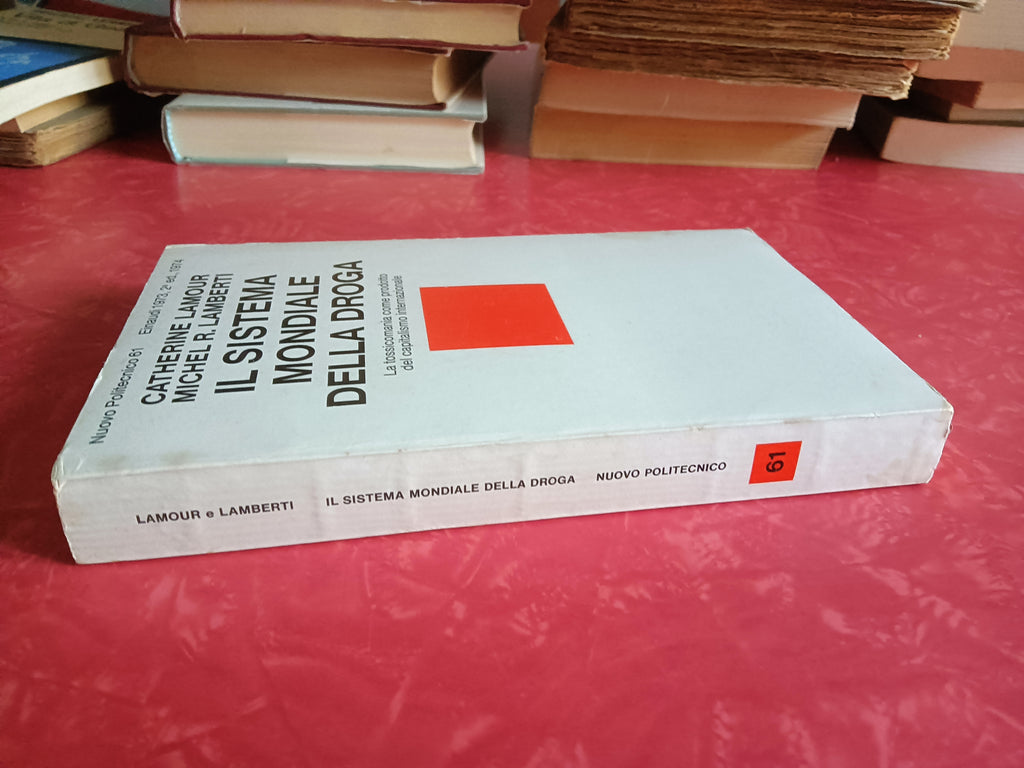 Nuovo Politecnico 61 Einaudi 1973, 2ª ed. 1974
CATHERINE LAMOUR
MICHEL R. LAMBERTI
IL SISTEMA
MONDIALE
DELLA DROGA
La tossicomania come prodotto
del capitalismo internazionale
LAMOUR e LAMBERTI IL SISTEMA MONDIALE DELLA DROGA NUOVO POLITECNICO 61